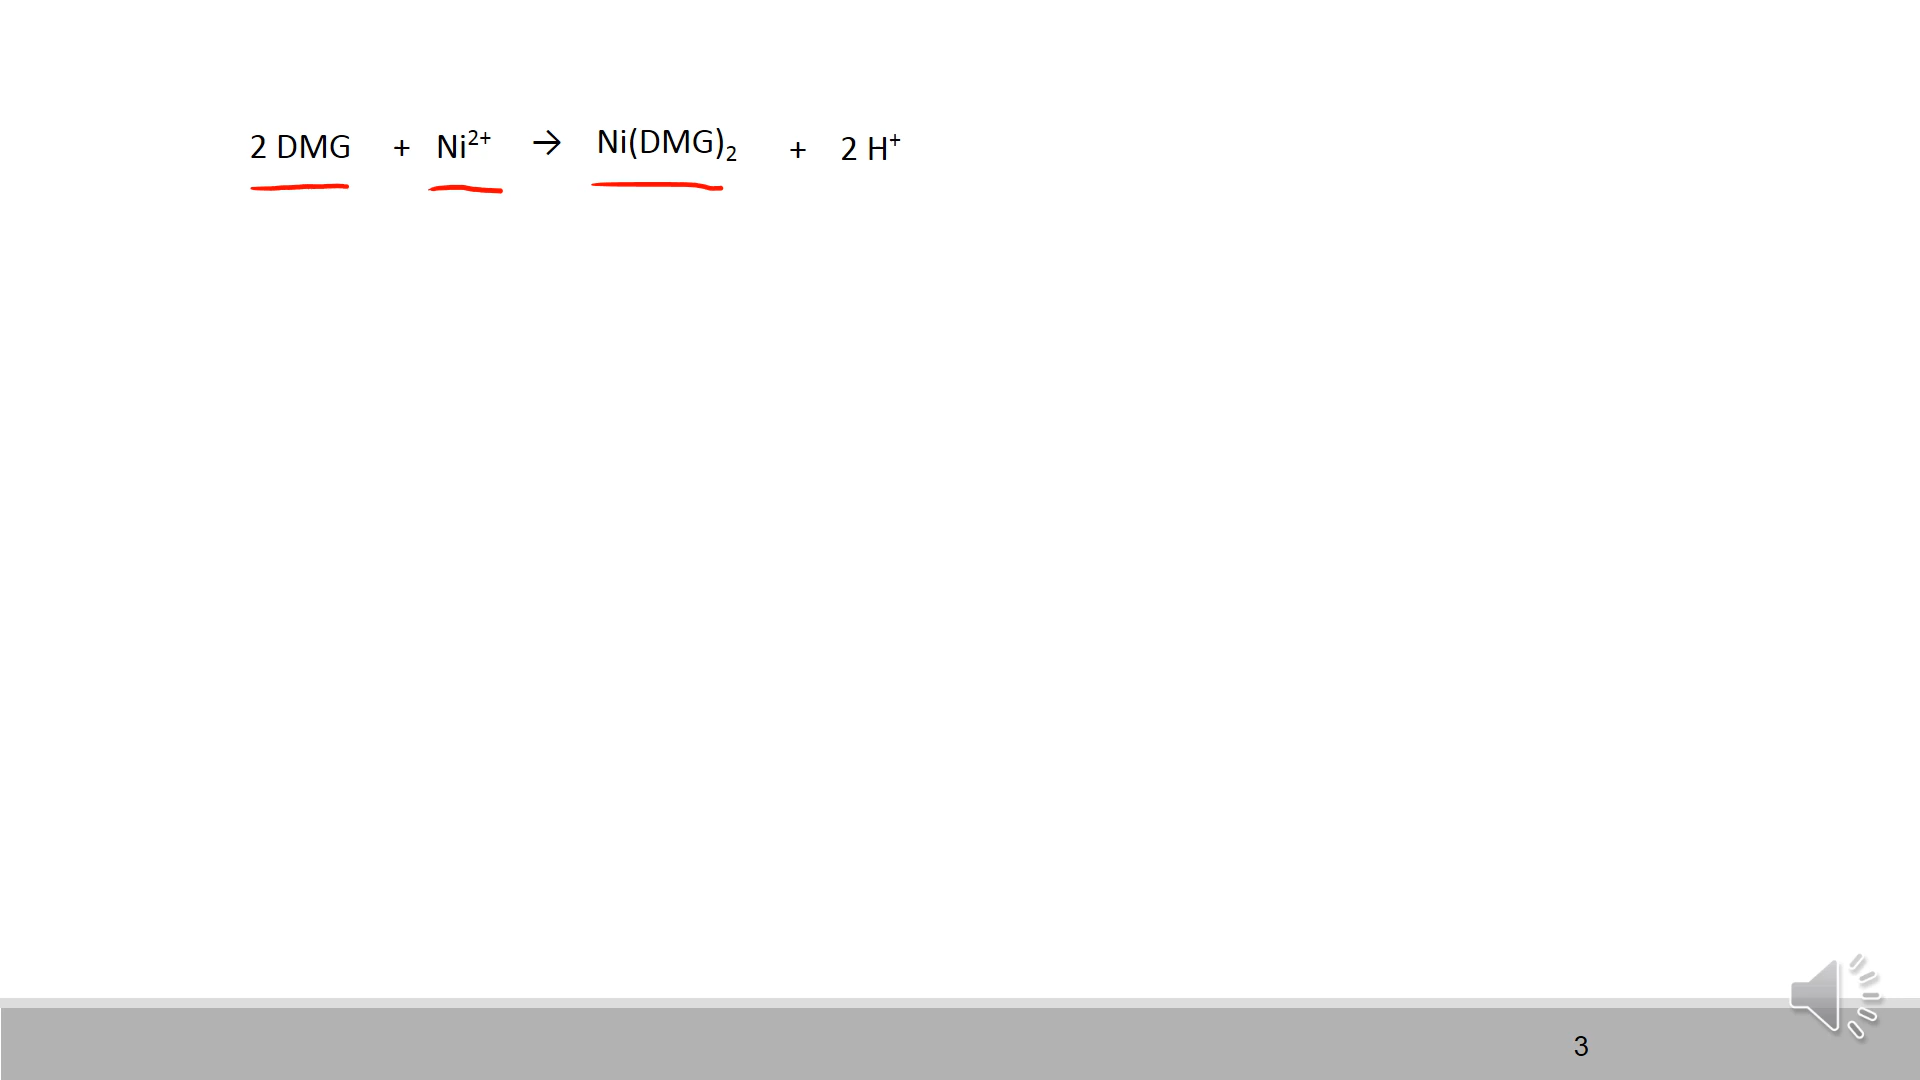 2 DMG + Ni²⁺ → Ni(DMG)₂ + 2 H⁺
3